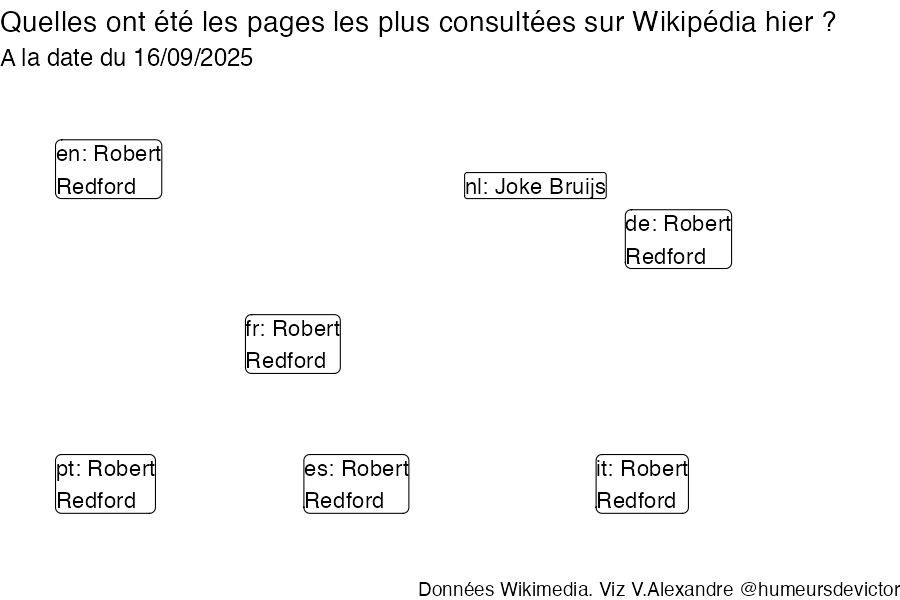 Quelles ont été les pages les plus consultées sur Wikipédia hier ?
A la date du 16/09/2025
en: Robert
Redford
nl: Joke Bruijs
de: Robert
Redford
fr: Robert
Redford
pt: Robert
Redford
es: Robert
Redford
it: Robert
Redford
Données Wikimedia. Viz V.Alexandre @humeursdevictor